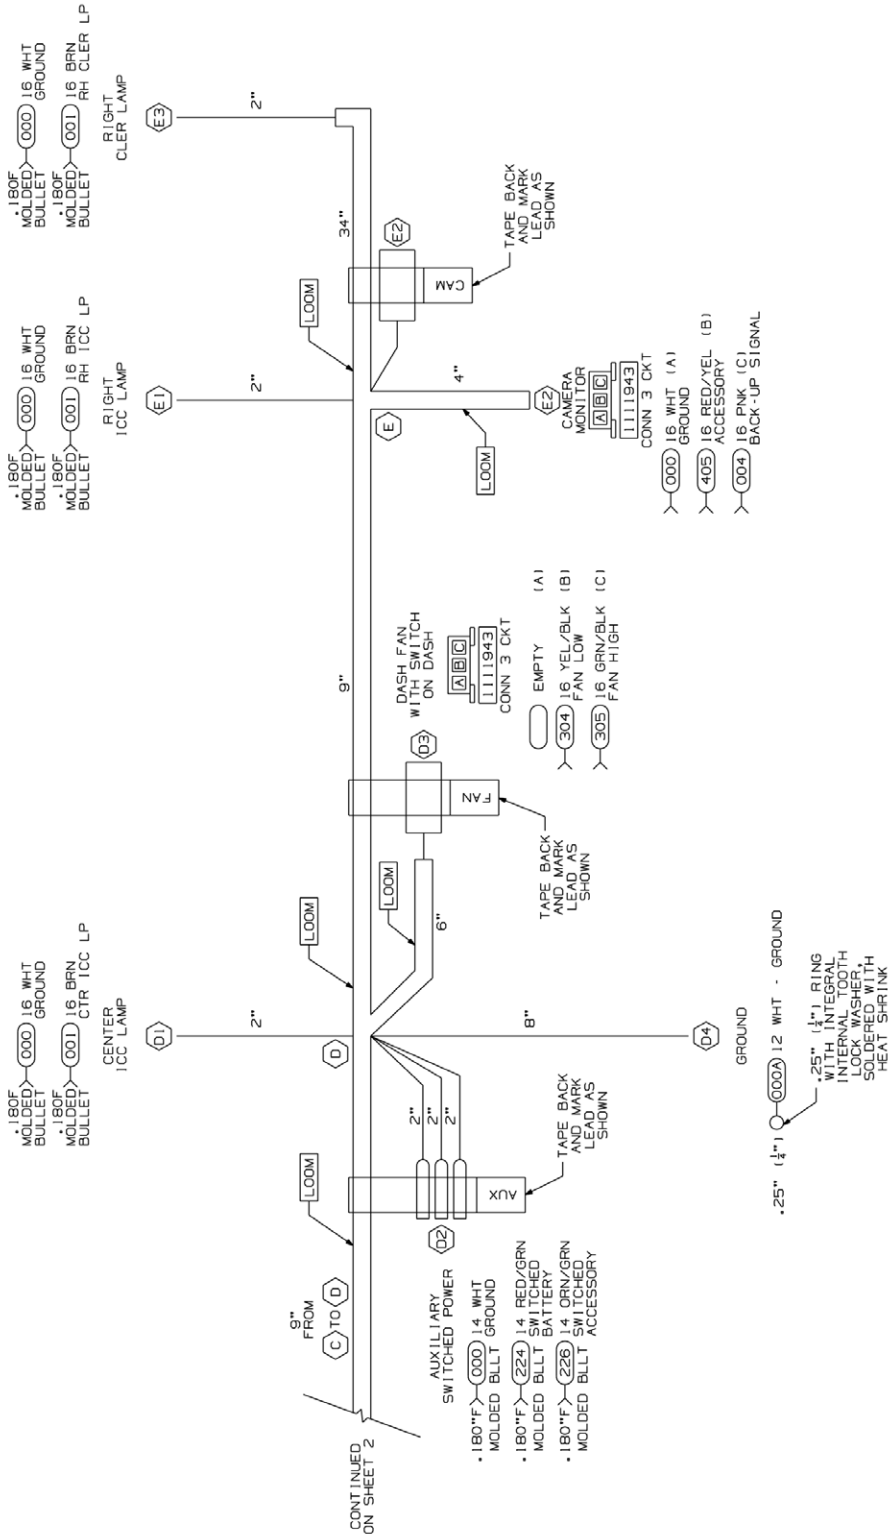 .180F
MOLDED 000 16 WHT
BULLET GROUND
.180F
MOLDED 001 16 BRN
BULLET CTR ICC LP
CENTER
ICC LAMP
D1
2"
.180F
MOLDED 000 16 WHT
BULLET GROUND
.180F
MOLDED 001 16 BRN
BULLET RH ICC LP
RIGHT
ICC LAMP
E1
2"
.180F
MOLDED 000 16 WHT
BULLET GROUND
.180F
MOLDED 001 16 BRN
BULLET RH CLER LP
RIGHT
CLER LAMP
E3
2"
CONTINUED
ON SHEET 2
9"
FROM
C TO D
LOOM
D
LOOM
9"
LOOM
34"
AUXILIARY
SWITCHED POWER
.180"F 000 14 WHT
MOLDED BLLT GROUND
.180"F 224 14 RED/GRN
MOLDED BLLT SWITCHED
BATTERY
.180"F 226 14 ORN/GRN
MOLDED BLLT SWITCHED
ACCESSORY
D2
AUX
2"
2"
2"
TAPE BACK
AND MARK
LEAD AS
SHOWN
8"
D4
GROUND
.25" (1/4") 000A 12 WHT - GROUND
.25" (1/4") RING
WITH INTEGRAL
INTERNAL TOOTH
LOCK WASHER,
SOLDERED WITH
HEAT SHRINK
LOOM
6"
FAN
D3
TAPE BACK
AND MARK
LEAD AS
SHOWN
DASH FAN
WITH SWITCH
ON DASH
A B C
1111943
CONN 3 CKT
EMPTY (A)
304 16 YEL/BLK (B)
FAN LOW
305 16 GRN/BLK (C)
FAN HIGH
E
LOOM
4"
E2
CAMERA
MONITOR
A B C
1111943
CONN 3 CKT
000 16 WHT (A)
GROUND
405 16 RED/YEL (B)
ACCESSORY
004 16 PNK (C)
BACK-UP SIGNAL
E2
CAM
TAPE BACK
AND MARK
LEAD AS
SHOWN